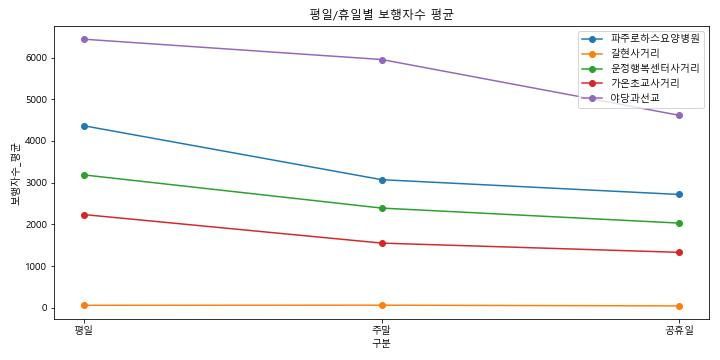 평일/휴일별 보행자수 평균
파주로하스요양병원
갈현사거리
운정행복센터사거리
가온초교사거리
야당과선교
보행자수_평균
6000
5000
4000
3000
2000
1000
0
평일
주말
공휴일
구분